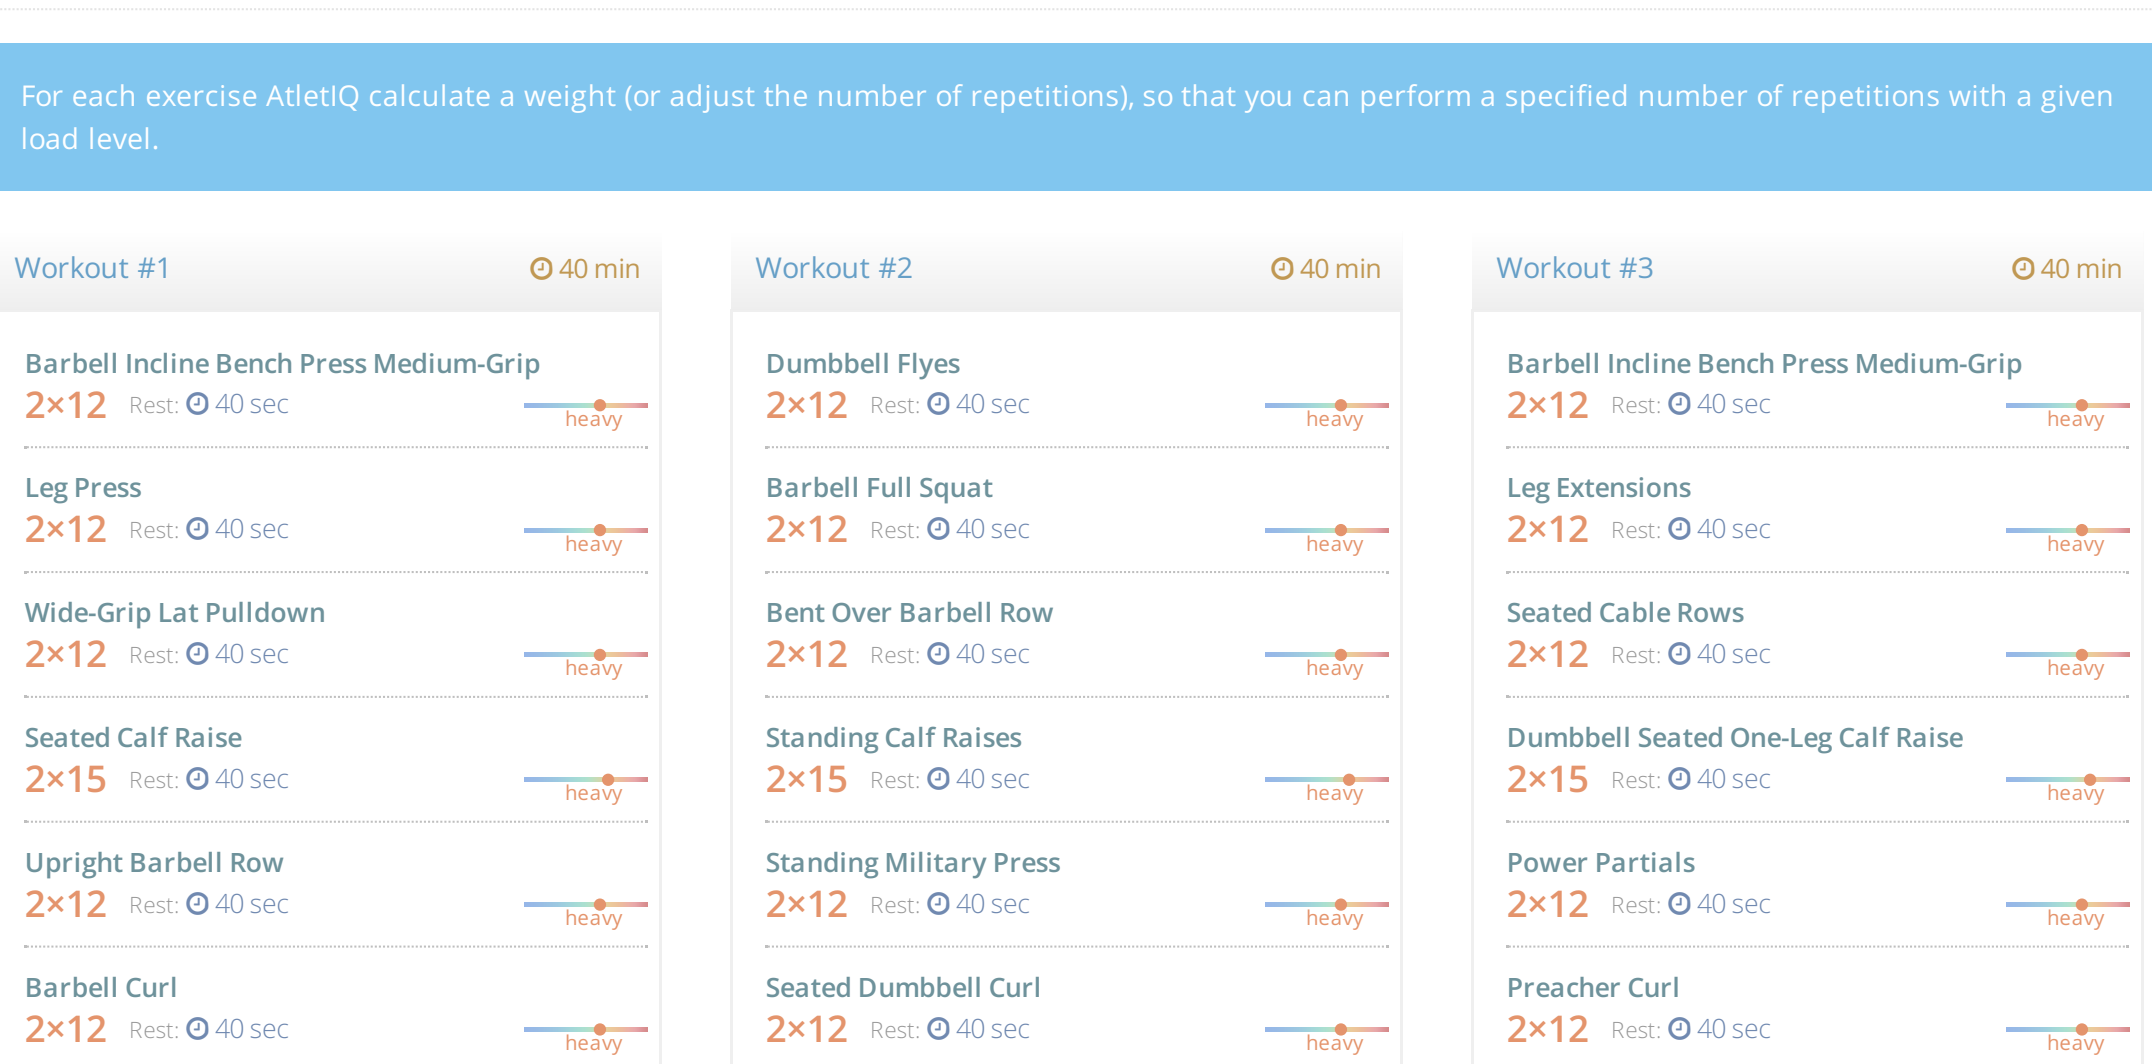 For each exercise AtletIQ calculate a weight (or adjust the number of repetitions), so that you can perform a specified number of repetitions with a given
load level.
Workout #1
40 min
Barbell Incline Bench Press Medium-Grip
2×12 Rest: 40 sec
heavy
Leg Press
2×12 Rest: 40 sec
heavy
Wide-Grip Lat Pulldown
2×12 Rest: 40 sec
heavy
Seated Calf Raise
2×15 Rest: 40 sec
heavy
Upright Barbell Row
2×12 Rest: 40 sec
heavy
Barbell Curl
2×12 Rest: 40 sec
heavy
Workout #2
40 min
Dumbbell Flyes
2×12 Rest: 40 sec
heavy
Barbell Full Squat
2×12 Rest: 40 sec
heavy
Bent Over Barbell Row
2×12 Rest: 40 sec
heavy
Standing Calf Raises
2×15 Rest: 40 sec
heavy
Standing Military Press
2×12 Rest: 40 sec
heavy
Seated Dumbbell Curl
2×12 Rest: 40 sec
heavy
Workout #3
40 min
Barbell Incline Bench Press Medium-Grip
2×12 Rest: 40 sec
heavy
Leg Extensions
2×12 Rest: 40 sec
heavy
Seated Cable Rows
2×12 Rest: 40 sec
heavy
Dumbbell Seated One-Leg Calf Raise
2×15 Rest: 40 sec
heavy
Power Partials
2×12 Rest: 40 sec
heavy
Preacher Curl
2×12 Rest: 40 sec
heavy